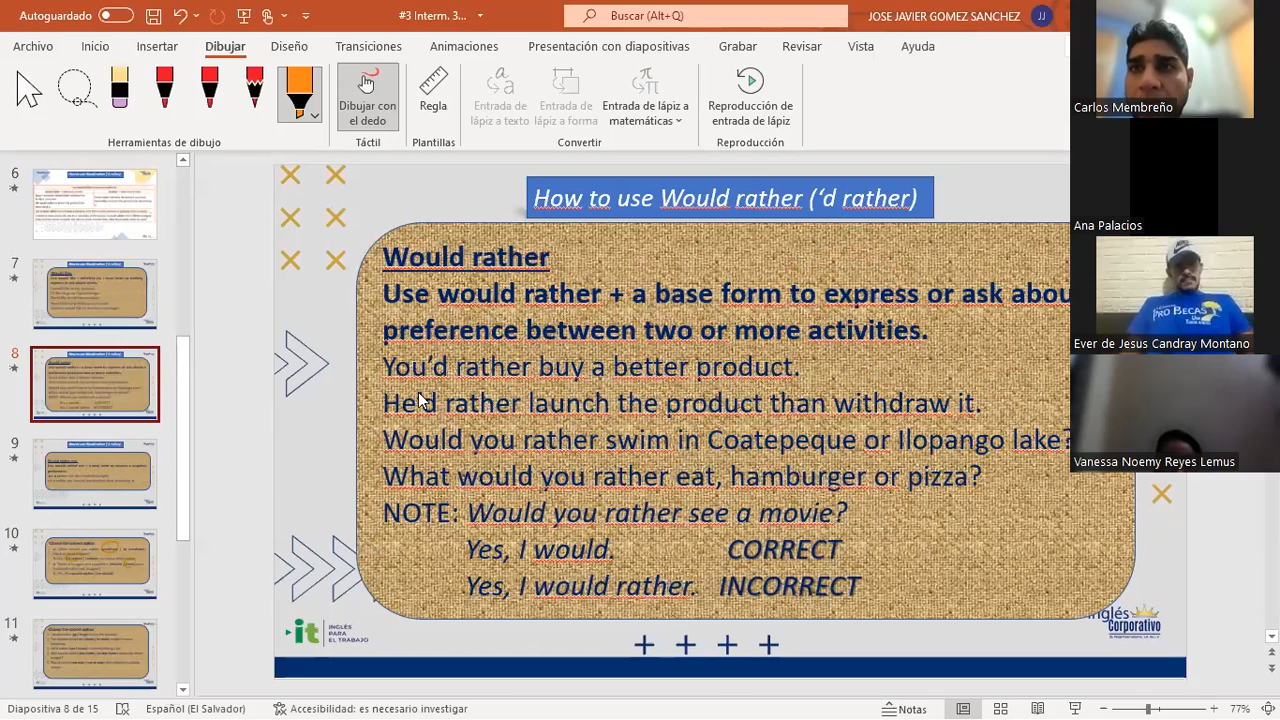 Autoguardado
#3 Interm. 3...
Buscar (Alt+Q)
JOSE JAVIER GOMEZ SANCHEZ
JJ
Archivo
Inicio
Insertar
Dibujar
Diseño
Transiciones
Animaciones
Presentación con diapositivas
Grabar
Revisar
Vista
Ayuda
Dibujar con el dedo
Regla
Entrada de lápiz a texto
Entrada de lápiz a forma
Entrada de lápiz a matemáticas
Reproducción de entrada de lápiz
Herramientas de dibujo
Táctil
Plantillas
Convertir
Reproducción
Carlos Membreño
Ana Palacios
Ever de Jesus Candray Montano
Vanessa Noemy Reyes Lemus
6
7
8
9
10
11
How to use Would rather ('d rather)
Would rather
Use would rather + a base form to express or ask abou
preference between two or more activities.
You'd rather buy a better product.
He'd rather launch the product than withdraw it.
Would you rather swim in Coatepeque or Ilopango lake?
What would you rather eat, hamburger or pizza?
NOTE: Would you rather see a movie?
Yes, I would. CORRECT
Yes, I would rather. INCORRECT
it INGLÉS PARA EL TRABAJO
Inglés
Corporativo
Diapositiva 8 de 15
Español (El Salvador)
Accesibilidad: es necesario investigar
Notas
77%